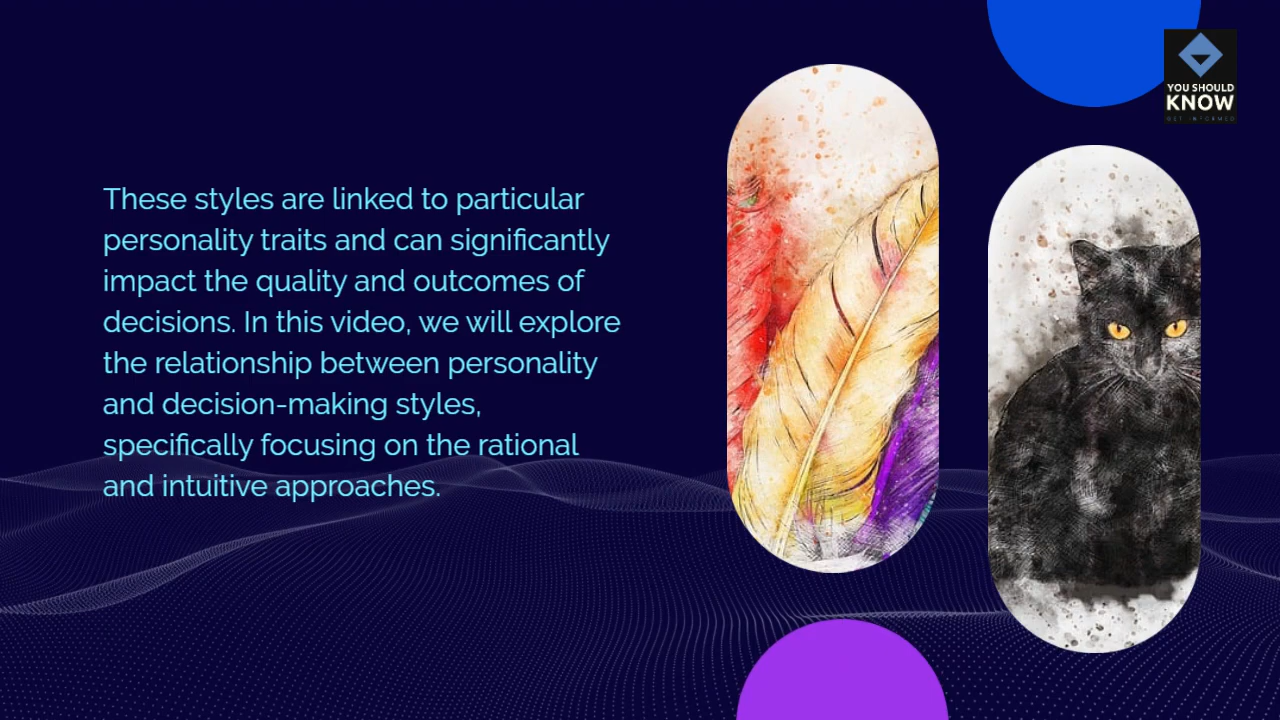 These styles are linked to particular
personality traits and can significantly
impact the quality and outcomes of
decisions. In this video, we will explore
the relationship between personality
and decision-making styles,
specifically focusing on the rational
and intuitive approaches.
YOU SHOULD
KNOW
GET INFORMED